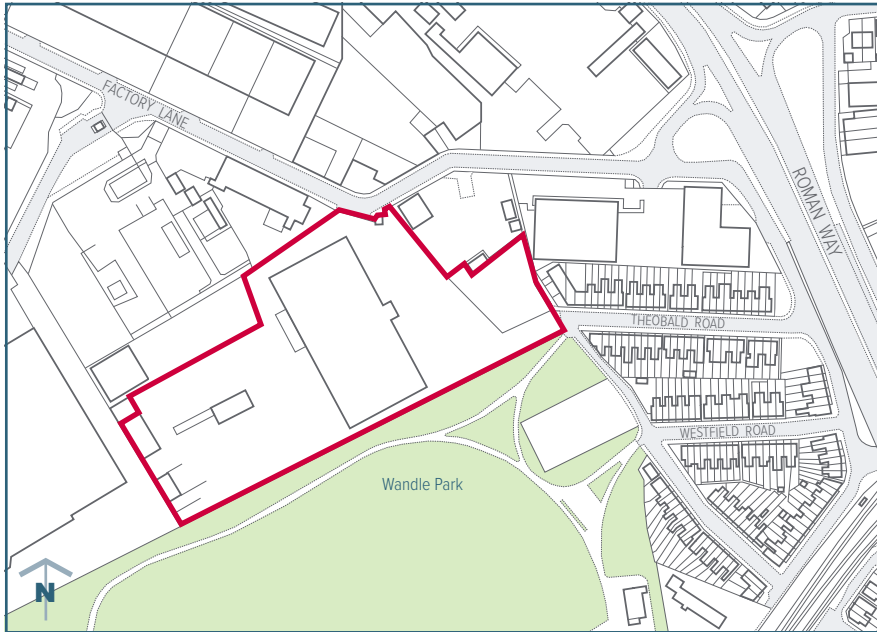 FACTORY LANE
ROMAN WAY
THEOBALD ROAD
WESTFIELD ROAD
Wandle Park
N